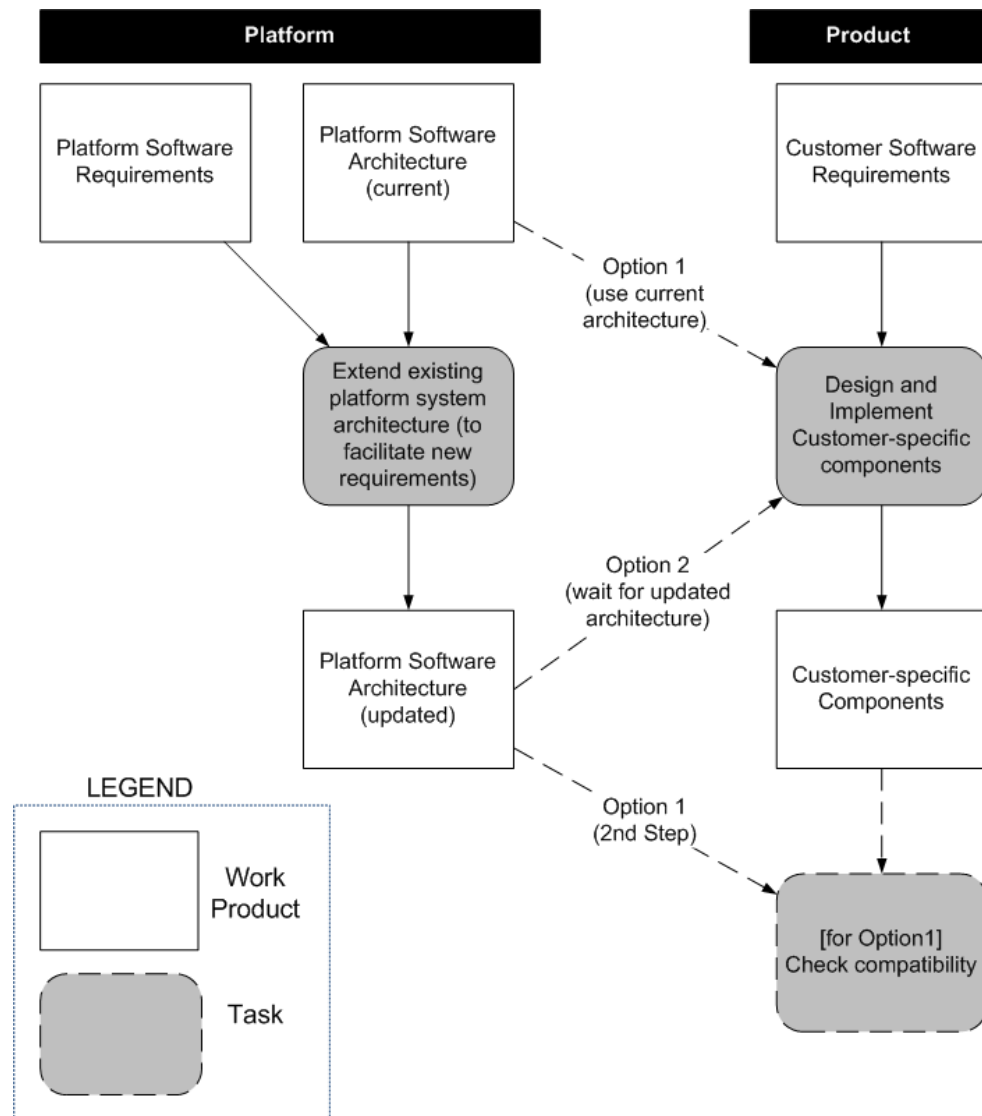 Platform
Product
Platform Software
Requirements
Platform Software
Architecture
(current)
Customer Software
Requirements
Option 1
(use current
architecture)
Extend existing
platform system
architecture (to
facilitate new
requirements)
Design and
Implement
Customer-specific
components
Option 2
(wait for updated
architecture)
Platform Software
Architecture
(updated)
Customer-specific
Components
Option 1
(2nd Step)
[for Option1]
Check compatibility
LEGEND
Work
Product
Task